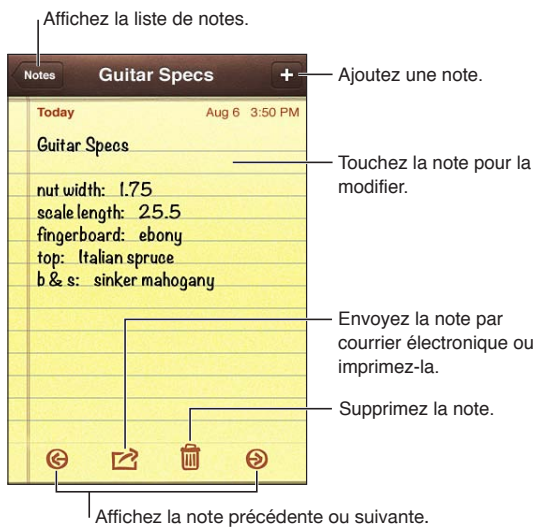 Affichez la liste de notes.
Notes
Guitar Specs
+
Ajoutez une note.
Today
Aug 6 3:50 PM
Guitar Specs
Touchez la note pour la
modifier.
nut width: 1.75
scale length: 25.5
fingerboard: ebony
top: Italian spruce
b & s: sinker mahogany
Envoyez la note par
courrier électronique ou
imprimez-la.
Supprimez la note.
Affichez la note précédente ou suivante.